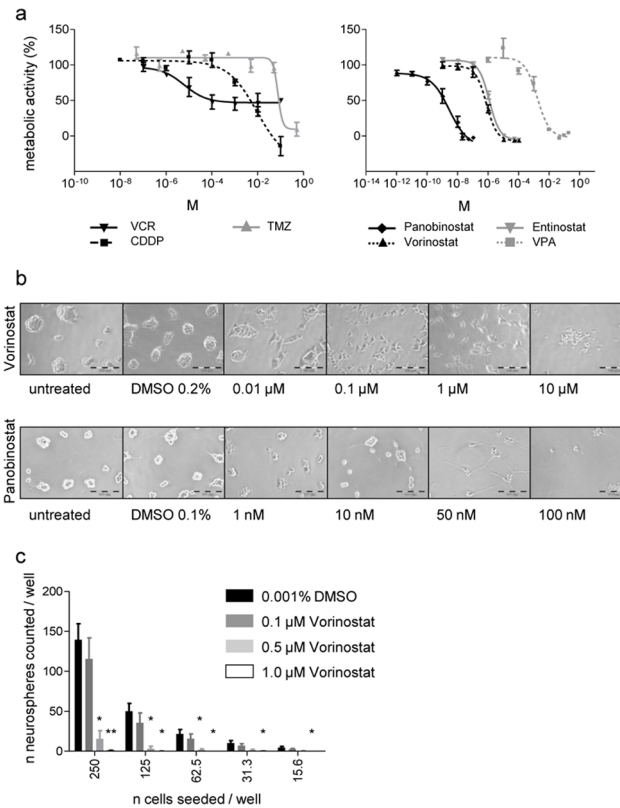 a
metabolic activity (%)
150
100
50
0
10⁻¹⁰ 10⁻⁸ 10⁻⁶ 10⁻⁴ 10⁻² 10⁰
M
VCR
CDDP
TMZ
150
100
50
0
10⁻¹⁴ 10⁻¹² 10⁻¹⁰ 10⁻⁸ 10⁻⁶ 10⁻⁴ 10⁻² 10⁰
M
Panobinostat
Vorinostat
Entinostat
VPA
b
Vorinostat
untreated DMSO 0.2% 0.01 µM 0.1 µM 1 µM 10 µM
Panobinostat
untreated DMSO 0.1% 1 nM 10 nM 50 nM 100 nM
c
n neurospheres counted / well
200
150
100
50
0
0.001% DMSO
0.1 µM Vorinostat
0.5 µM Vorinostat
1.0 µM Vorinostat
* ** * * * * * *
250 125 62.5 31.3 15.6
n cells seeded / well